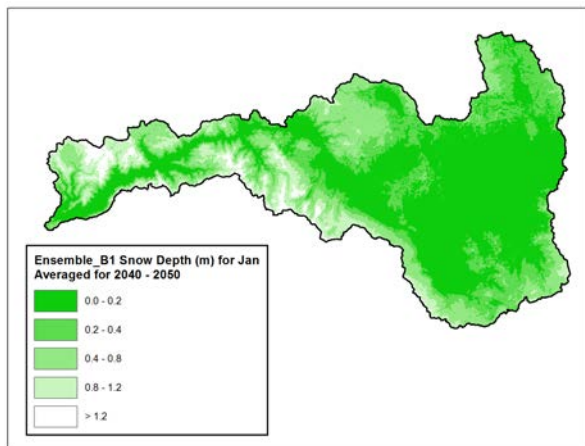 Ensemble_B1 Snow Depth (m) for Jan
Averaged for 2040 - 2050
0.0 - 0.2
0.2 - 0.4
0.4 - 0.8
0.8 - 1.2
> 1.2